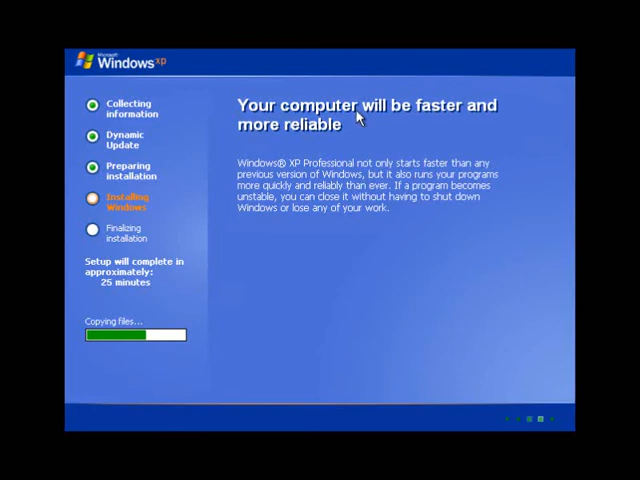 Microsoft
Windows xp
Collecting
information
Dynamic
Update
Preparing
installation
Installing
Windows
Finalizing
installation
Setup will complete in
approximately:
25 minutes
Copying files...
Your computer will be faster and
more reliable
Windows® XP Professional not only starts faster than any
previous version of Windows, but it also runs your programs
more quickly and reliably than ever. If a program becomes
unstable, you can close it without having to shut down
Windows or lose any of your work.